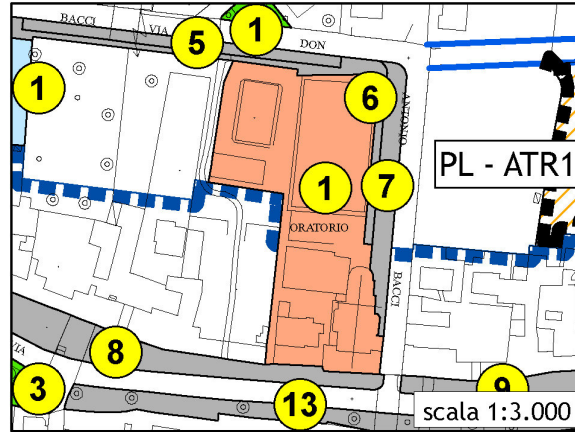 BACCI VIA DON
5
1
1
6
ANTONIO
PL - ATR1
1
7
ORATORIO
BACCI
8
VIA
3
13
9
scala 1:3.000